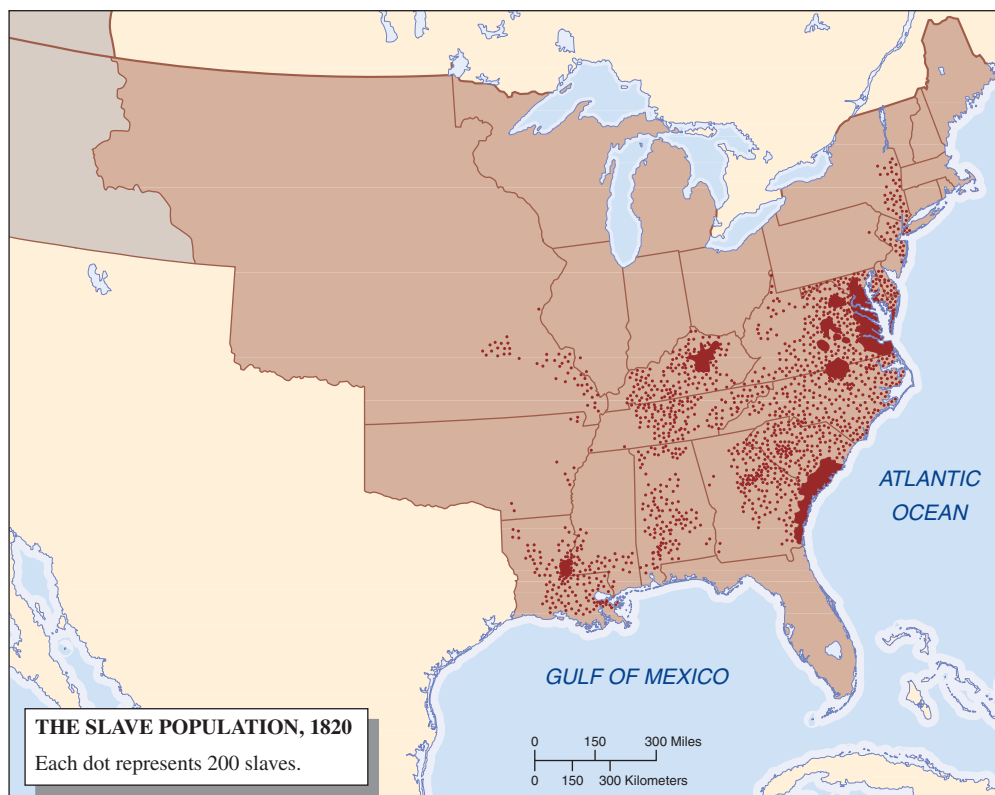 ATLANTIC
OCEAN
GULF OF MEXICO
THE SLAVE POPULATION, 1820
Each dot represents 200 slaves.
0 150 300 Miles
0 150 300 Kilometers